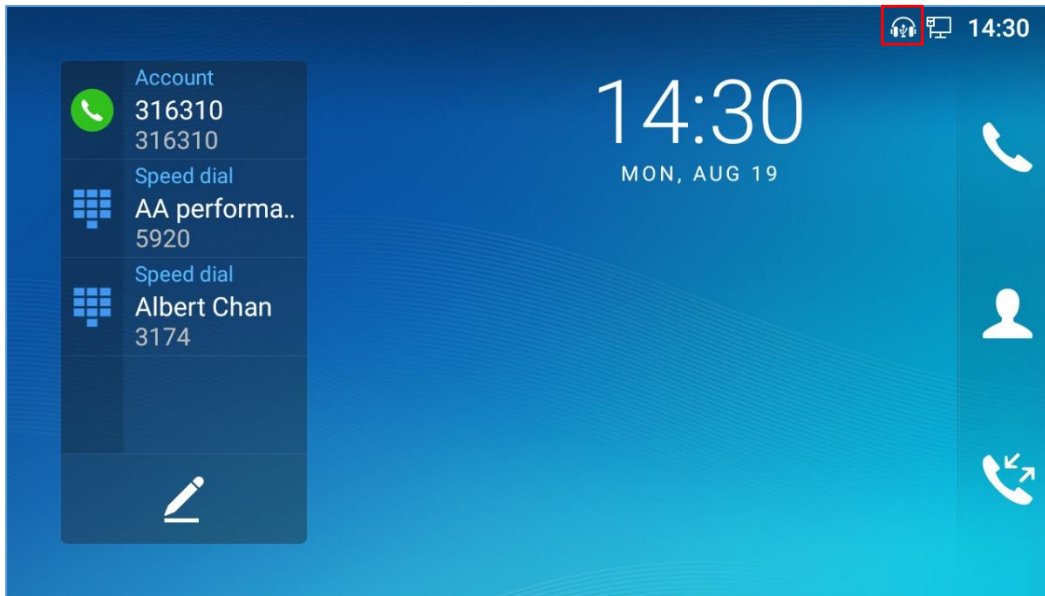 14:30
Account
316310
316310
Speed dial
AA performa..
5920
Speed dial
Albert Chan
3174
14:30
MON, AUG 19